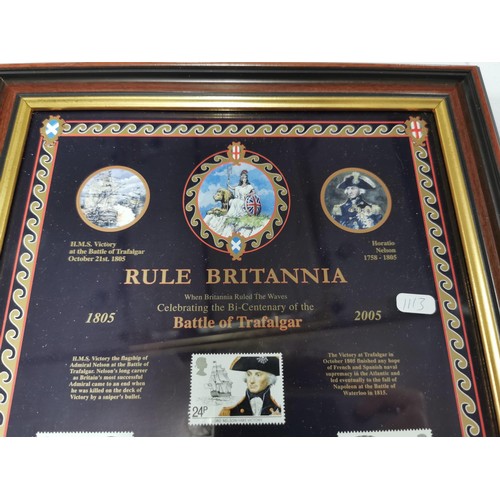 H.M.S. Victory
at the Battle of Trafalgar
October 21st. 1805
Horatio
Nelson
1758 - 1805
RULE BRITANNIA
When Britannia Ruled The Waves
Celebrating the Bi-Centenary of the
1805
Battle of Trafalgar
2005
1113
H.M.S. Victory the flagship of
Admiral Nelson at the Battle of
Trafalgar. Nelson's long career
as Britain's most successful
Admiral came to an end when
he was killed on the deck of
Victory by a sniper's bullet.
24P
The Victory at Trafalgar in
October 1805 finished any hope
of French and Spanish naval
supremacy in the Atlantic and
led eventually to the fall of
Napoleon at the Battle of
Waterloo in 1815.